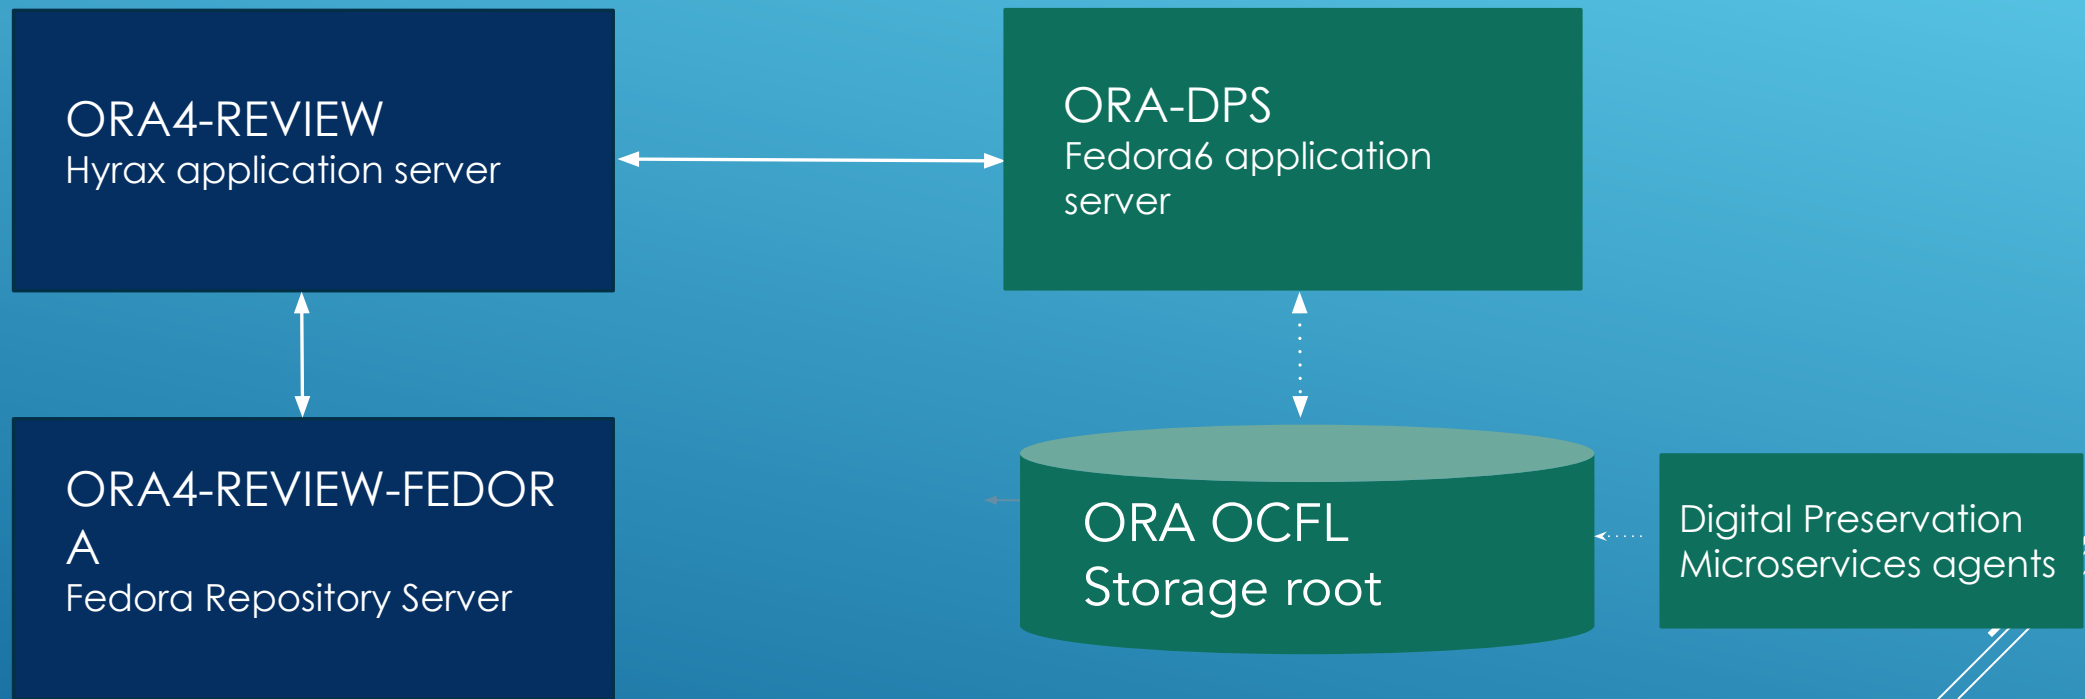 ORA4-REVIEW
Hyrax application server
ORA-DPS
Fedora6 application
server
ORA4-REVIEW-FEDOR
A
Fedora Repository Server
ORA OCFL
Storage root
Digital Preservation
Microservices agents